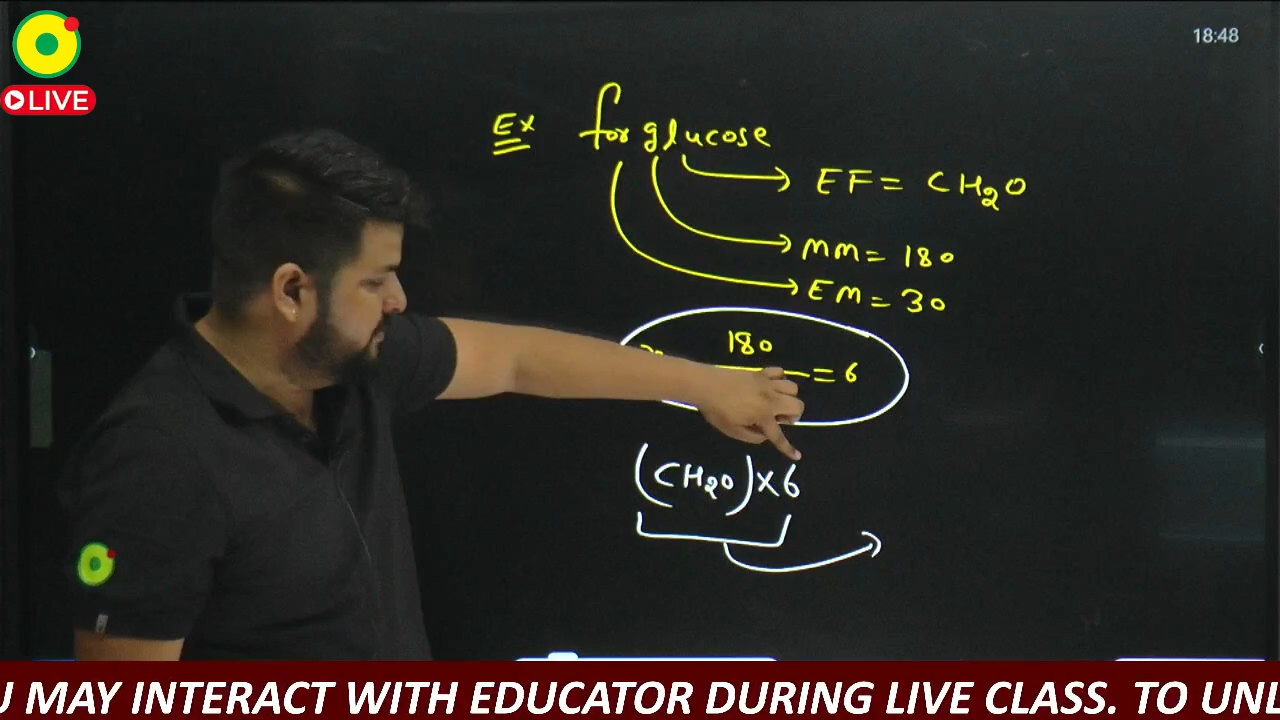 18:48
LIVE
Ex for glucose
EF = CH₂O
MM = 180
EM = 30
180 = 6
(CH₂O) × 6
U MAY INTERACT WITH EDUCATOR DURING LIVE CLASS. TO UNL